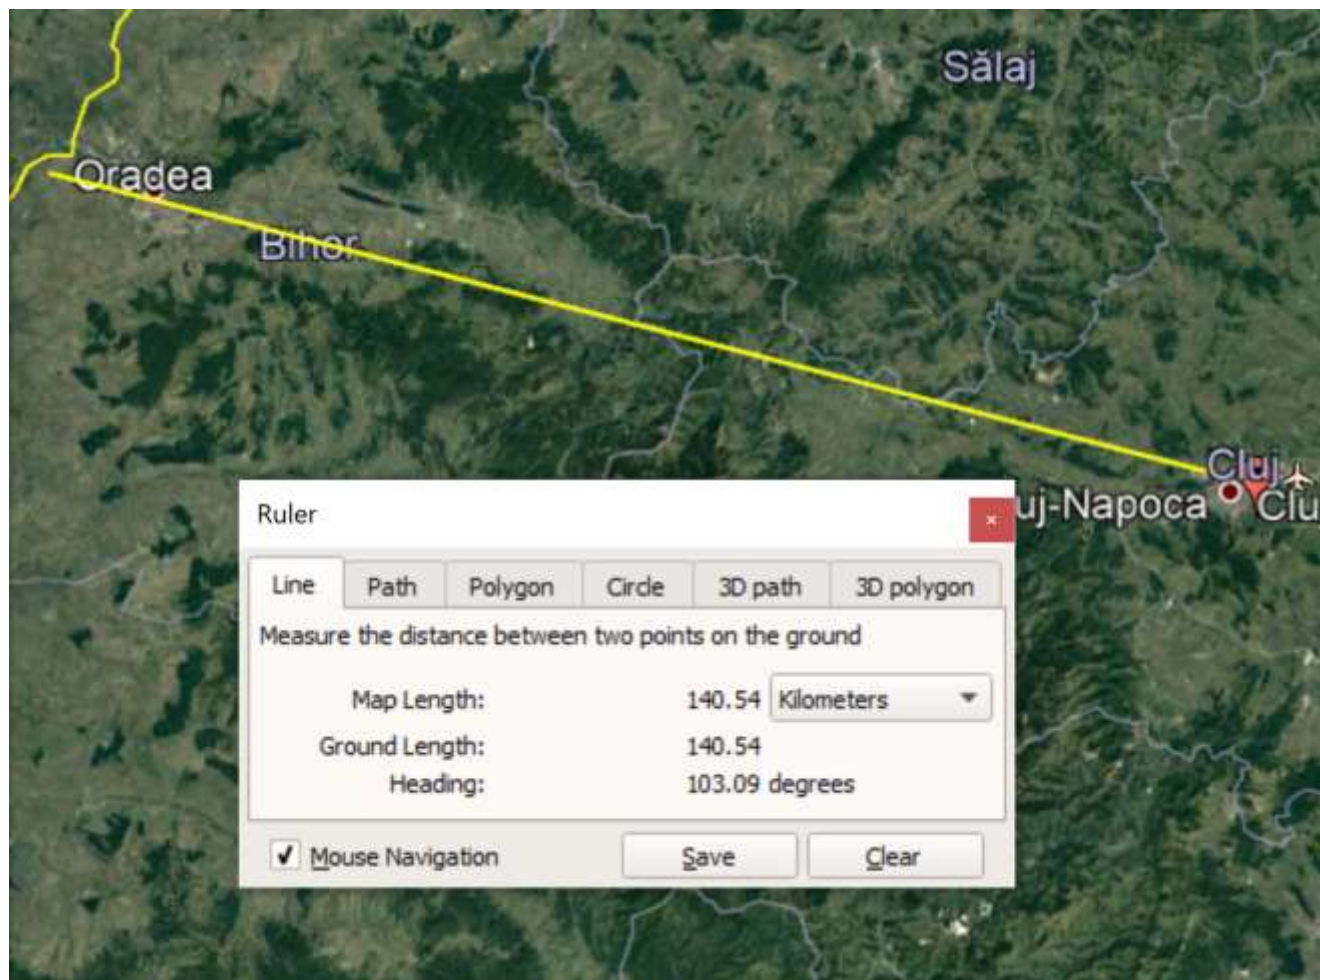 Sălaj
Oradea
Bihor
Cluj
uj-Napoca
Clu
Ruler
Line Path Polygon Circle 3D path 3D polygon
Measure the distance between two points on the ground
Map Length: 140.54 Kilometers
Ground Length: 140.54
Heading: 103.09 degrees
Mouse Navigation Save Clear